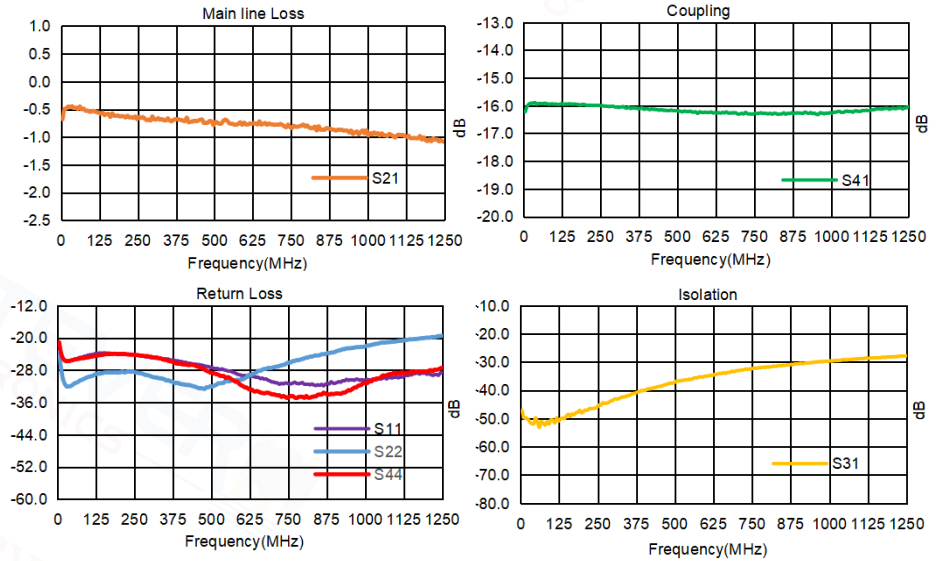 Main line Loss
1.0
0.5
0.0
-0.5
-1.0
-1.5
-2.0
-2.5
S21
0 125 250 375 500 625 750 875 1000 1125 1250
Frequency(MHz)
dB
Coupling
-13.0
-14.0
-15.0
-16.0
-17.0
-18.0
-19.0
-20.0
S41
0 125 250 375 500 625 750 875 1000 1125 1250
Frequency(MHz)
dB
Return Loss
-12.0
-20.0
-28.0
-36.0
-44.0
-52.0
-60.0
S11
S22
S44
0 125 250 375 500 625 750 875 1000 1125 1250
Frequency(MHz)
dB
Isolation
-10.0
-20.0
-30.0
-40.0
-50.0
-60.0
-70.0
-80.0
S31
0 125 250 375 500 625 750 875 1000 1125 1250
Frequency(MHz)
dB